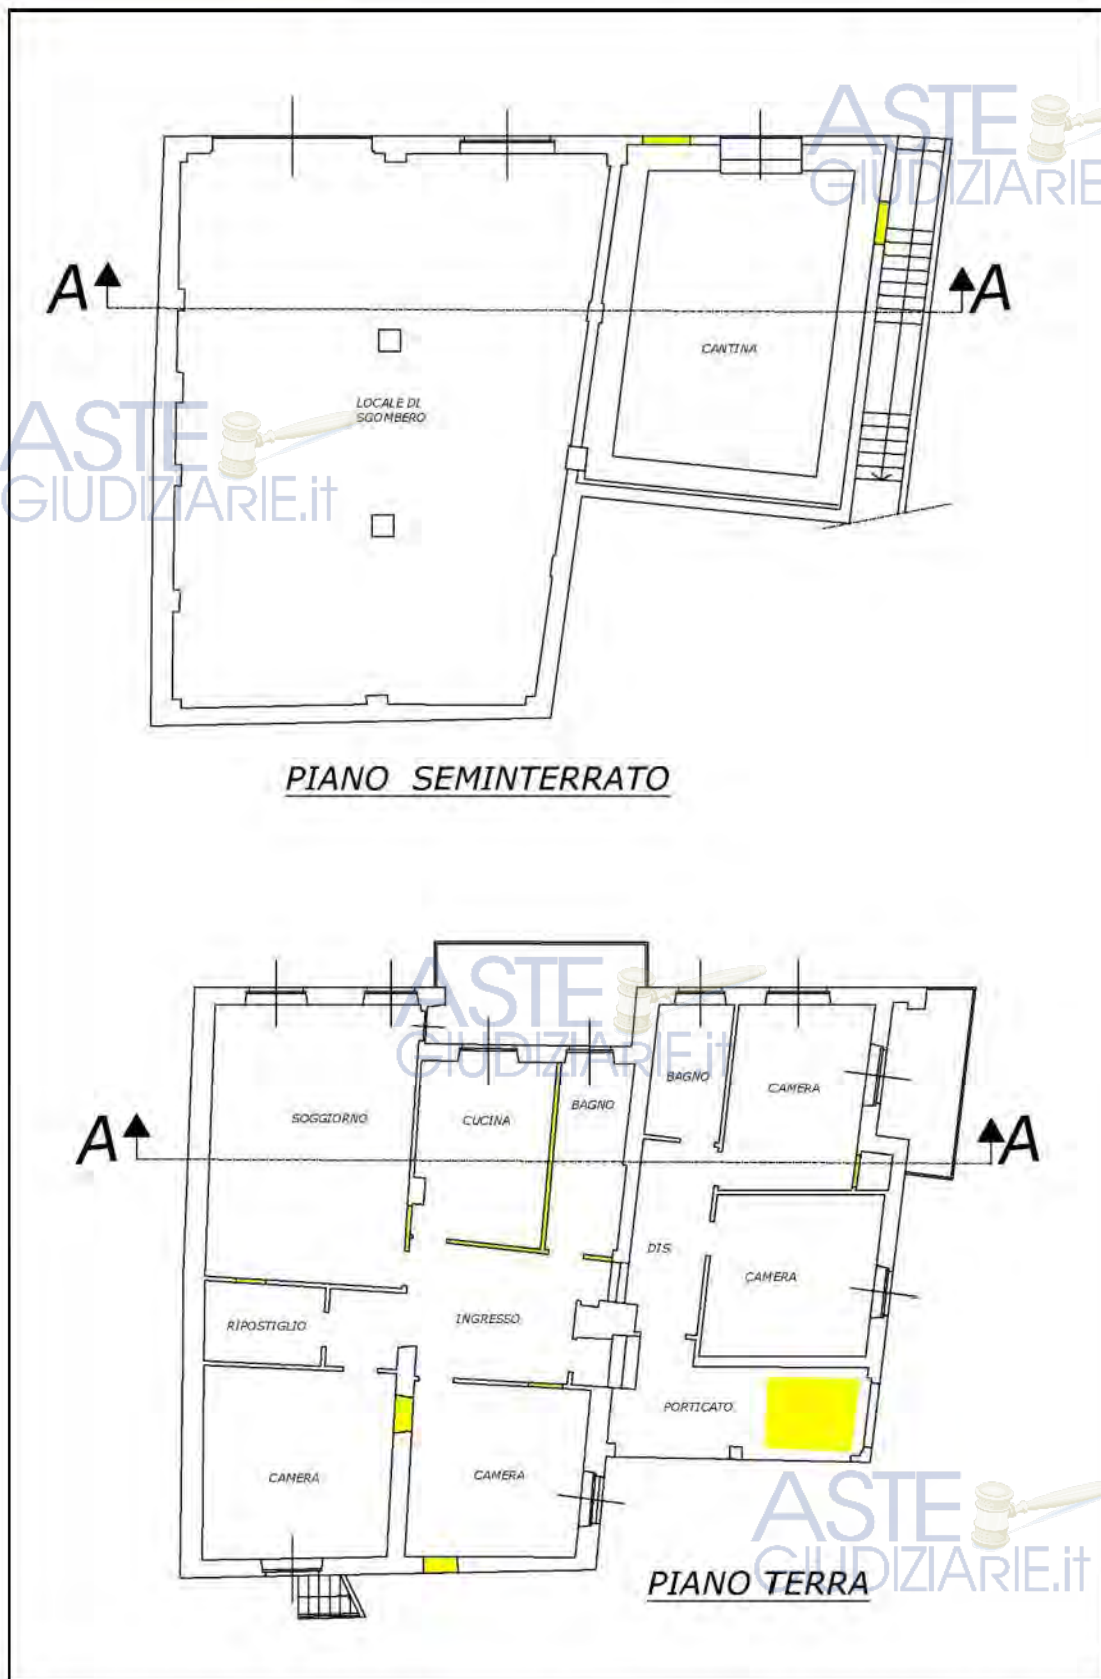 ASTE
GIUDIZIARIE
A
A
CANTINA
LOCALE DI
SGOMBERO
ASTE
GIUDIZIARIE.it
PIANO SEMINTERRATO
ASTE
GIUDIZIARIE.it
BAGNO
CAMERA
SOGGIORNO
CUCINA
BAGNO
A
A
DIS.
CAMERA
RIPOSTIGLIO
INGRESSO
PORTICATO
CAMERA
CAMERA
ASTE
GIUDIZIARIE.it
PIANO TERRA